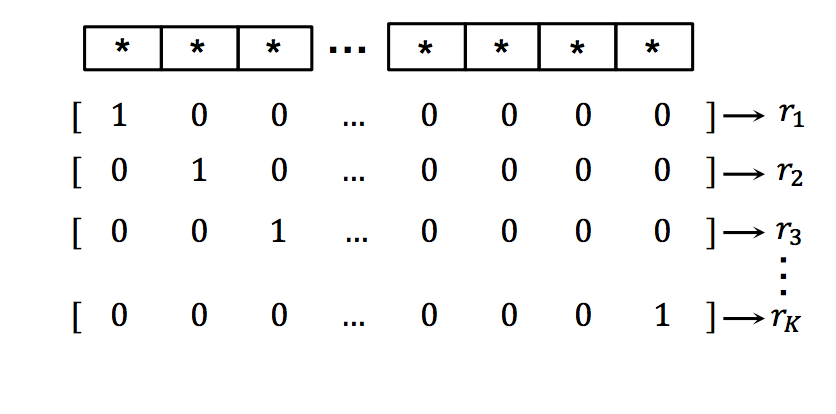 * * * ... * * * *
[ 1 0 0 ... 0 0 0 0 ] → r₁
[ 0 1 0 ... 0 0 0 0 ] → r₂
[ 0 0 1 ... 0 0 0 0 ] → r₃
⋮
[ 0 0 0 ... 0 0 0 1 ] → r_K